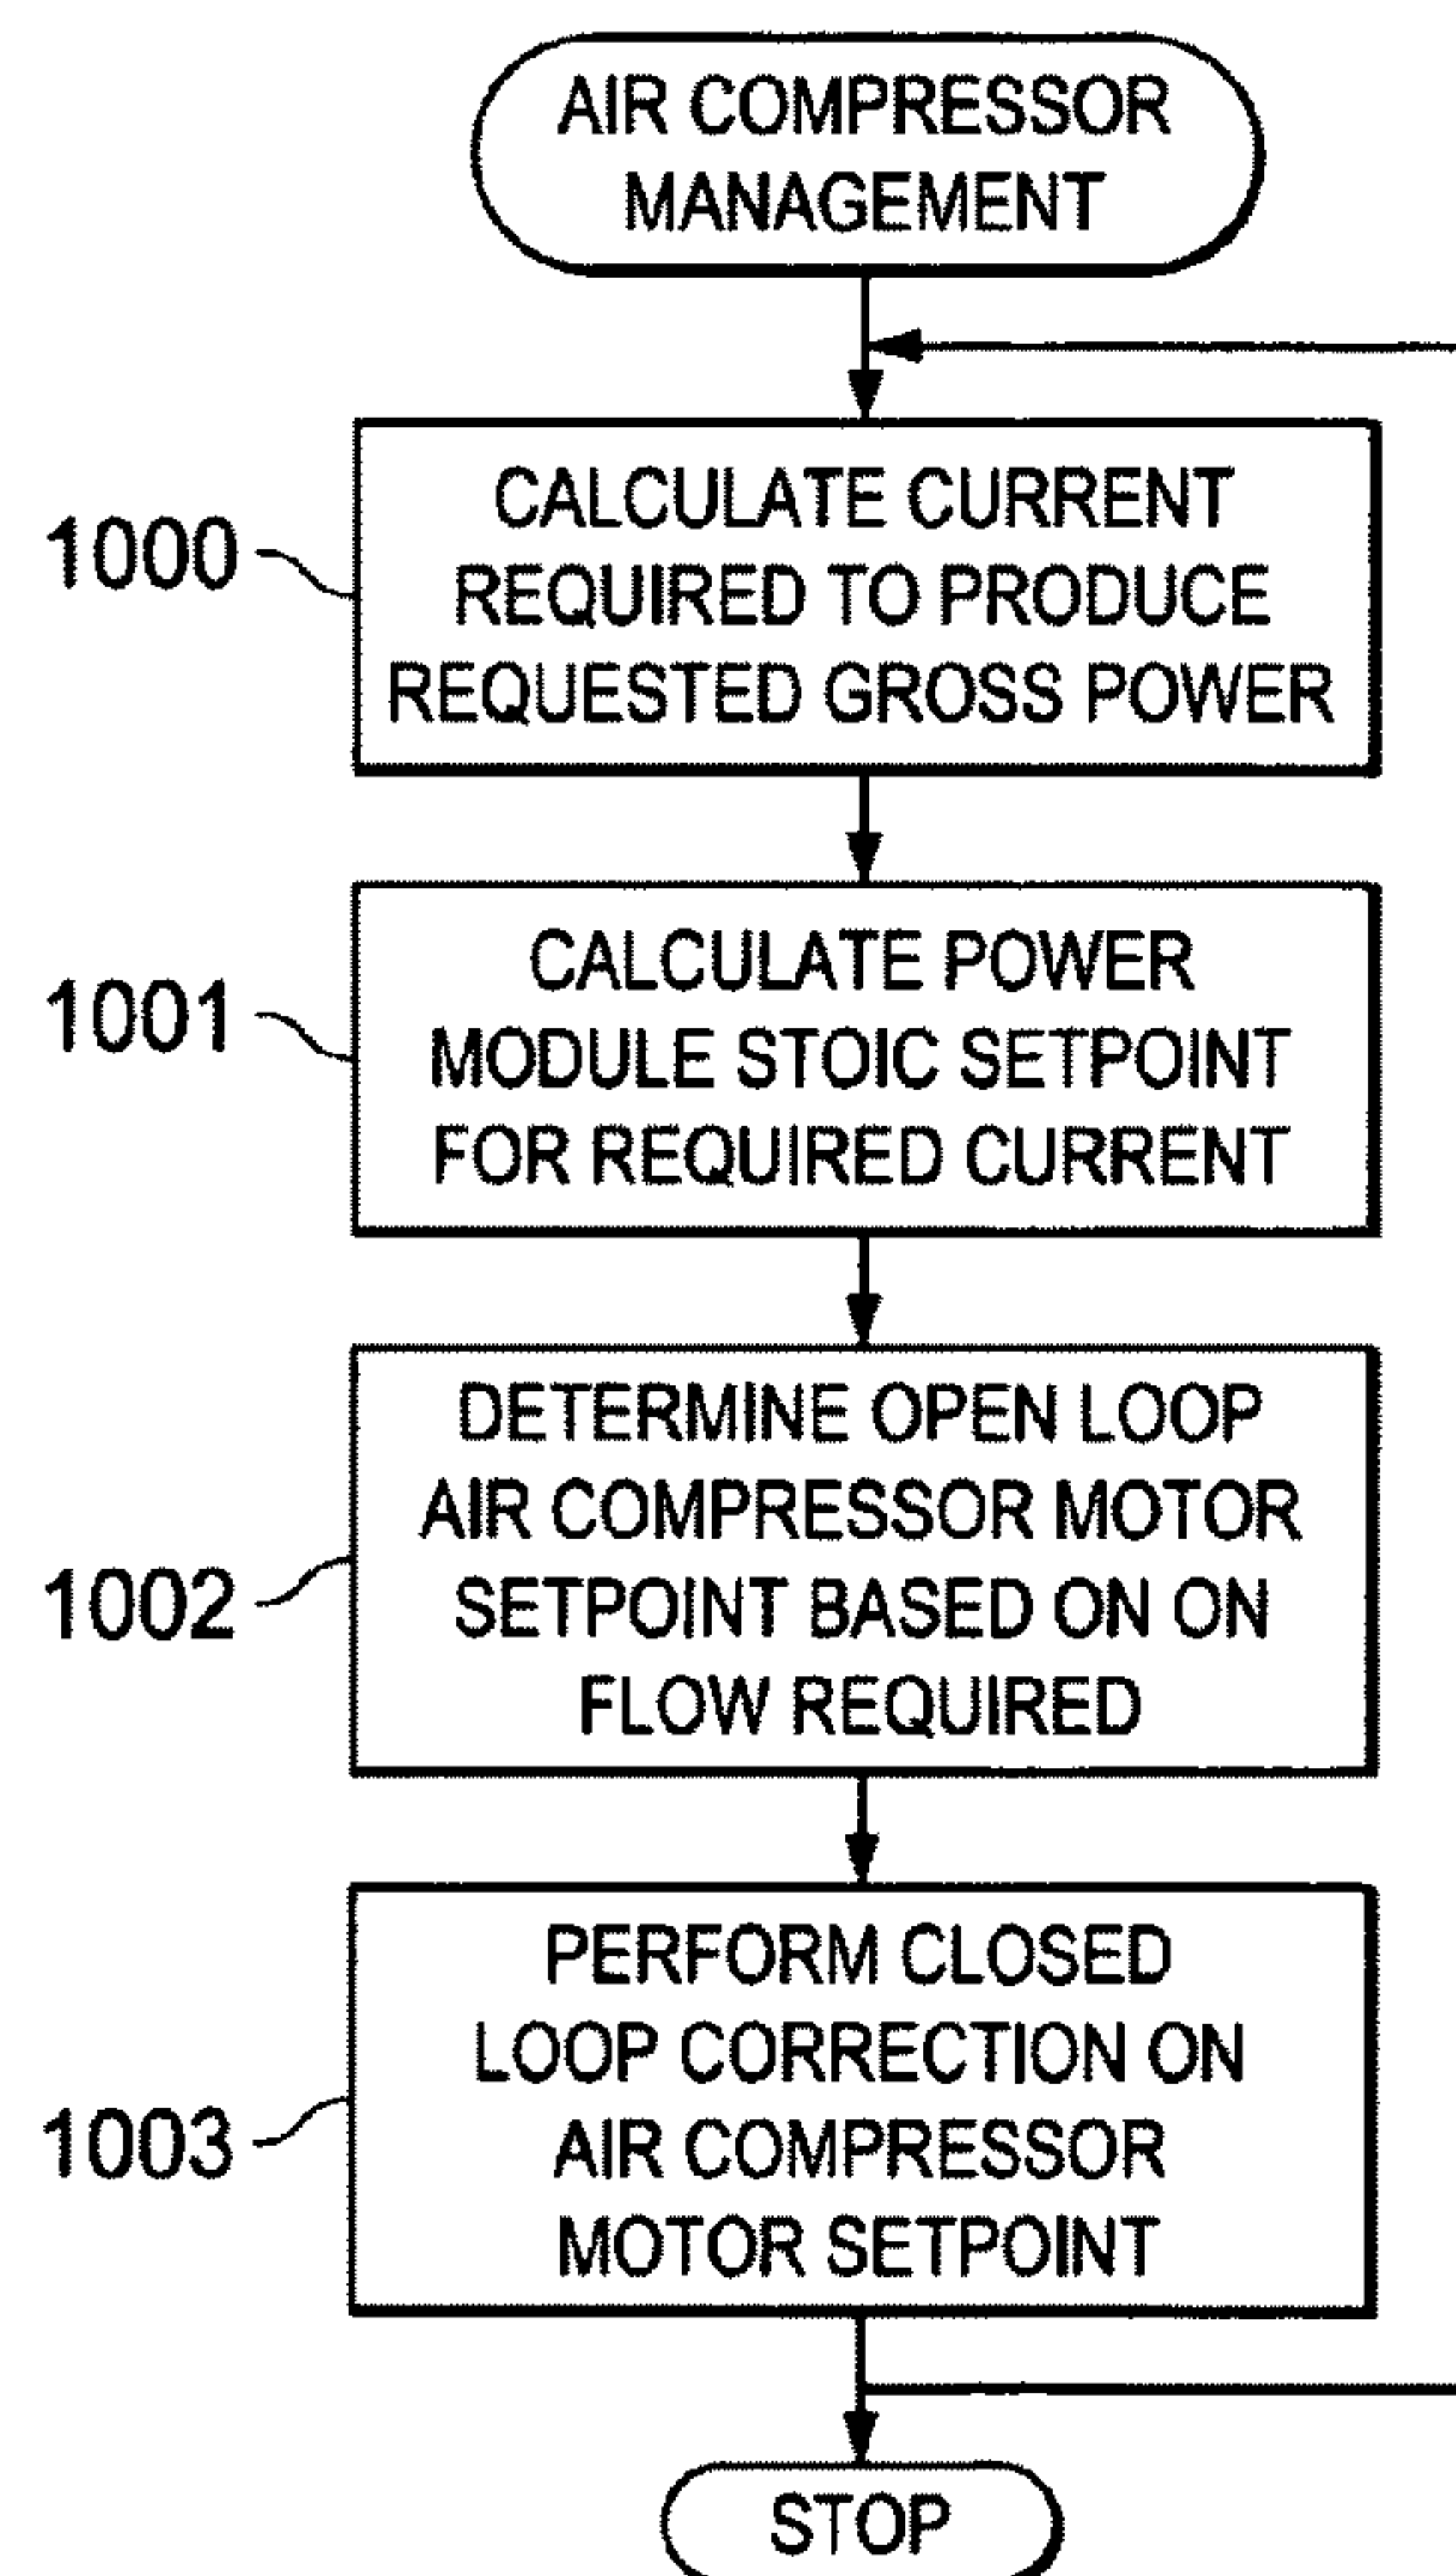 AIR COMPRESSOR
MANAGEMENT
1000
CALCULATE CURRENT
REQUIRED TO PRODUCE
REQUESTED GROSS POWER
1001
CALCULATE POWER
MODULE STOIC SETPOINT
FOR REQUIRED CURRENT
1002
DETERMINE OPEN LOOP
AIR COMPRESSOR MOTOR
SETPOINT BASED ON ON
FLOW REQUIRED
1003
PERFORM CLOSED
LOOP CORRECTION ON
AIR COMPRESSOR
MOTOR SETPOINT
STOP